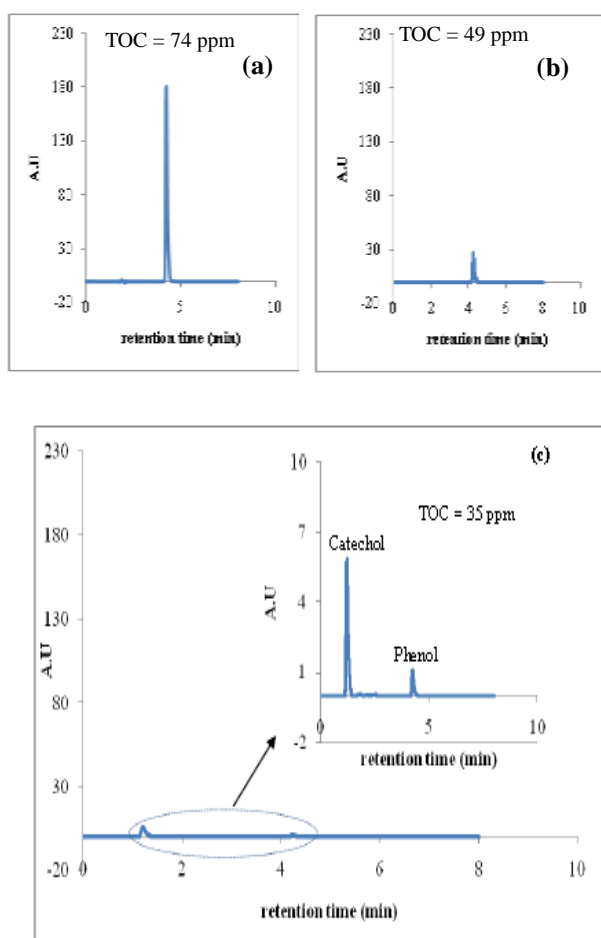 TOC = 74 ppm
(a)
230
180
130
80
30
-20
A.U
0 5 10
retention time (min)
TOC = 49 ppm
(b)
230
180
130
80
30
-20
A.U
0 2 4 6 8 10
retention time (min)
(c)
230
180
130
80
30
-20
A.U
0 2 4 6 8 10
retention time (min)
10
7
4
1
-2
A.U
TOC = 35 ppm
Catechol
Phenol
0 5 10
retention time (min)